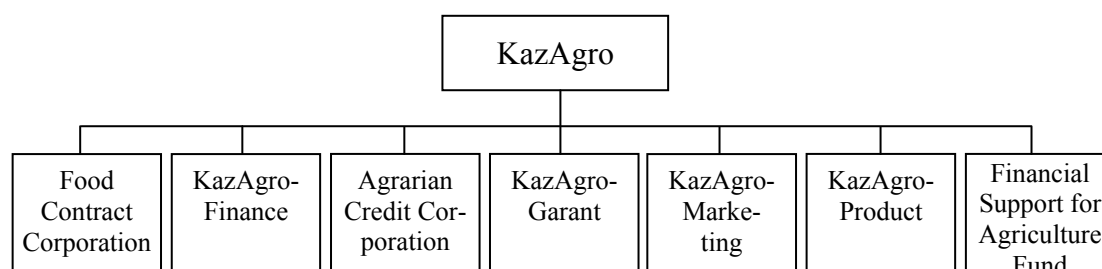 KazAgro
Food
Contract
Corporation
KazAgro-
Finance
Agrarian
Credit Cor-
poration
KazAgro-
Garant
KazAgro-
Marke-
ting
KazAgro-
Product
Financial
Support for
Agriculture
Fund